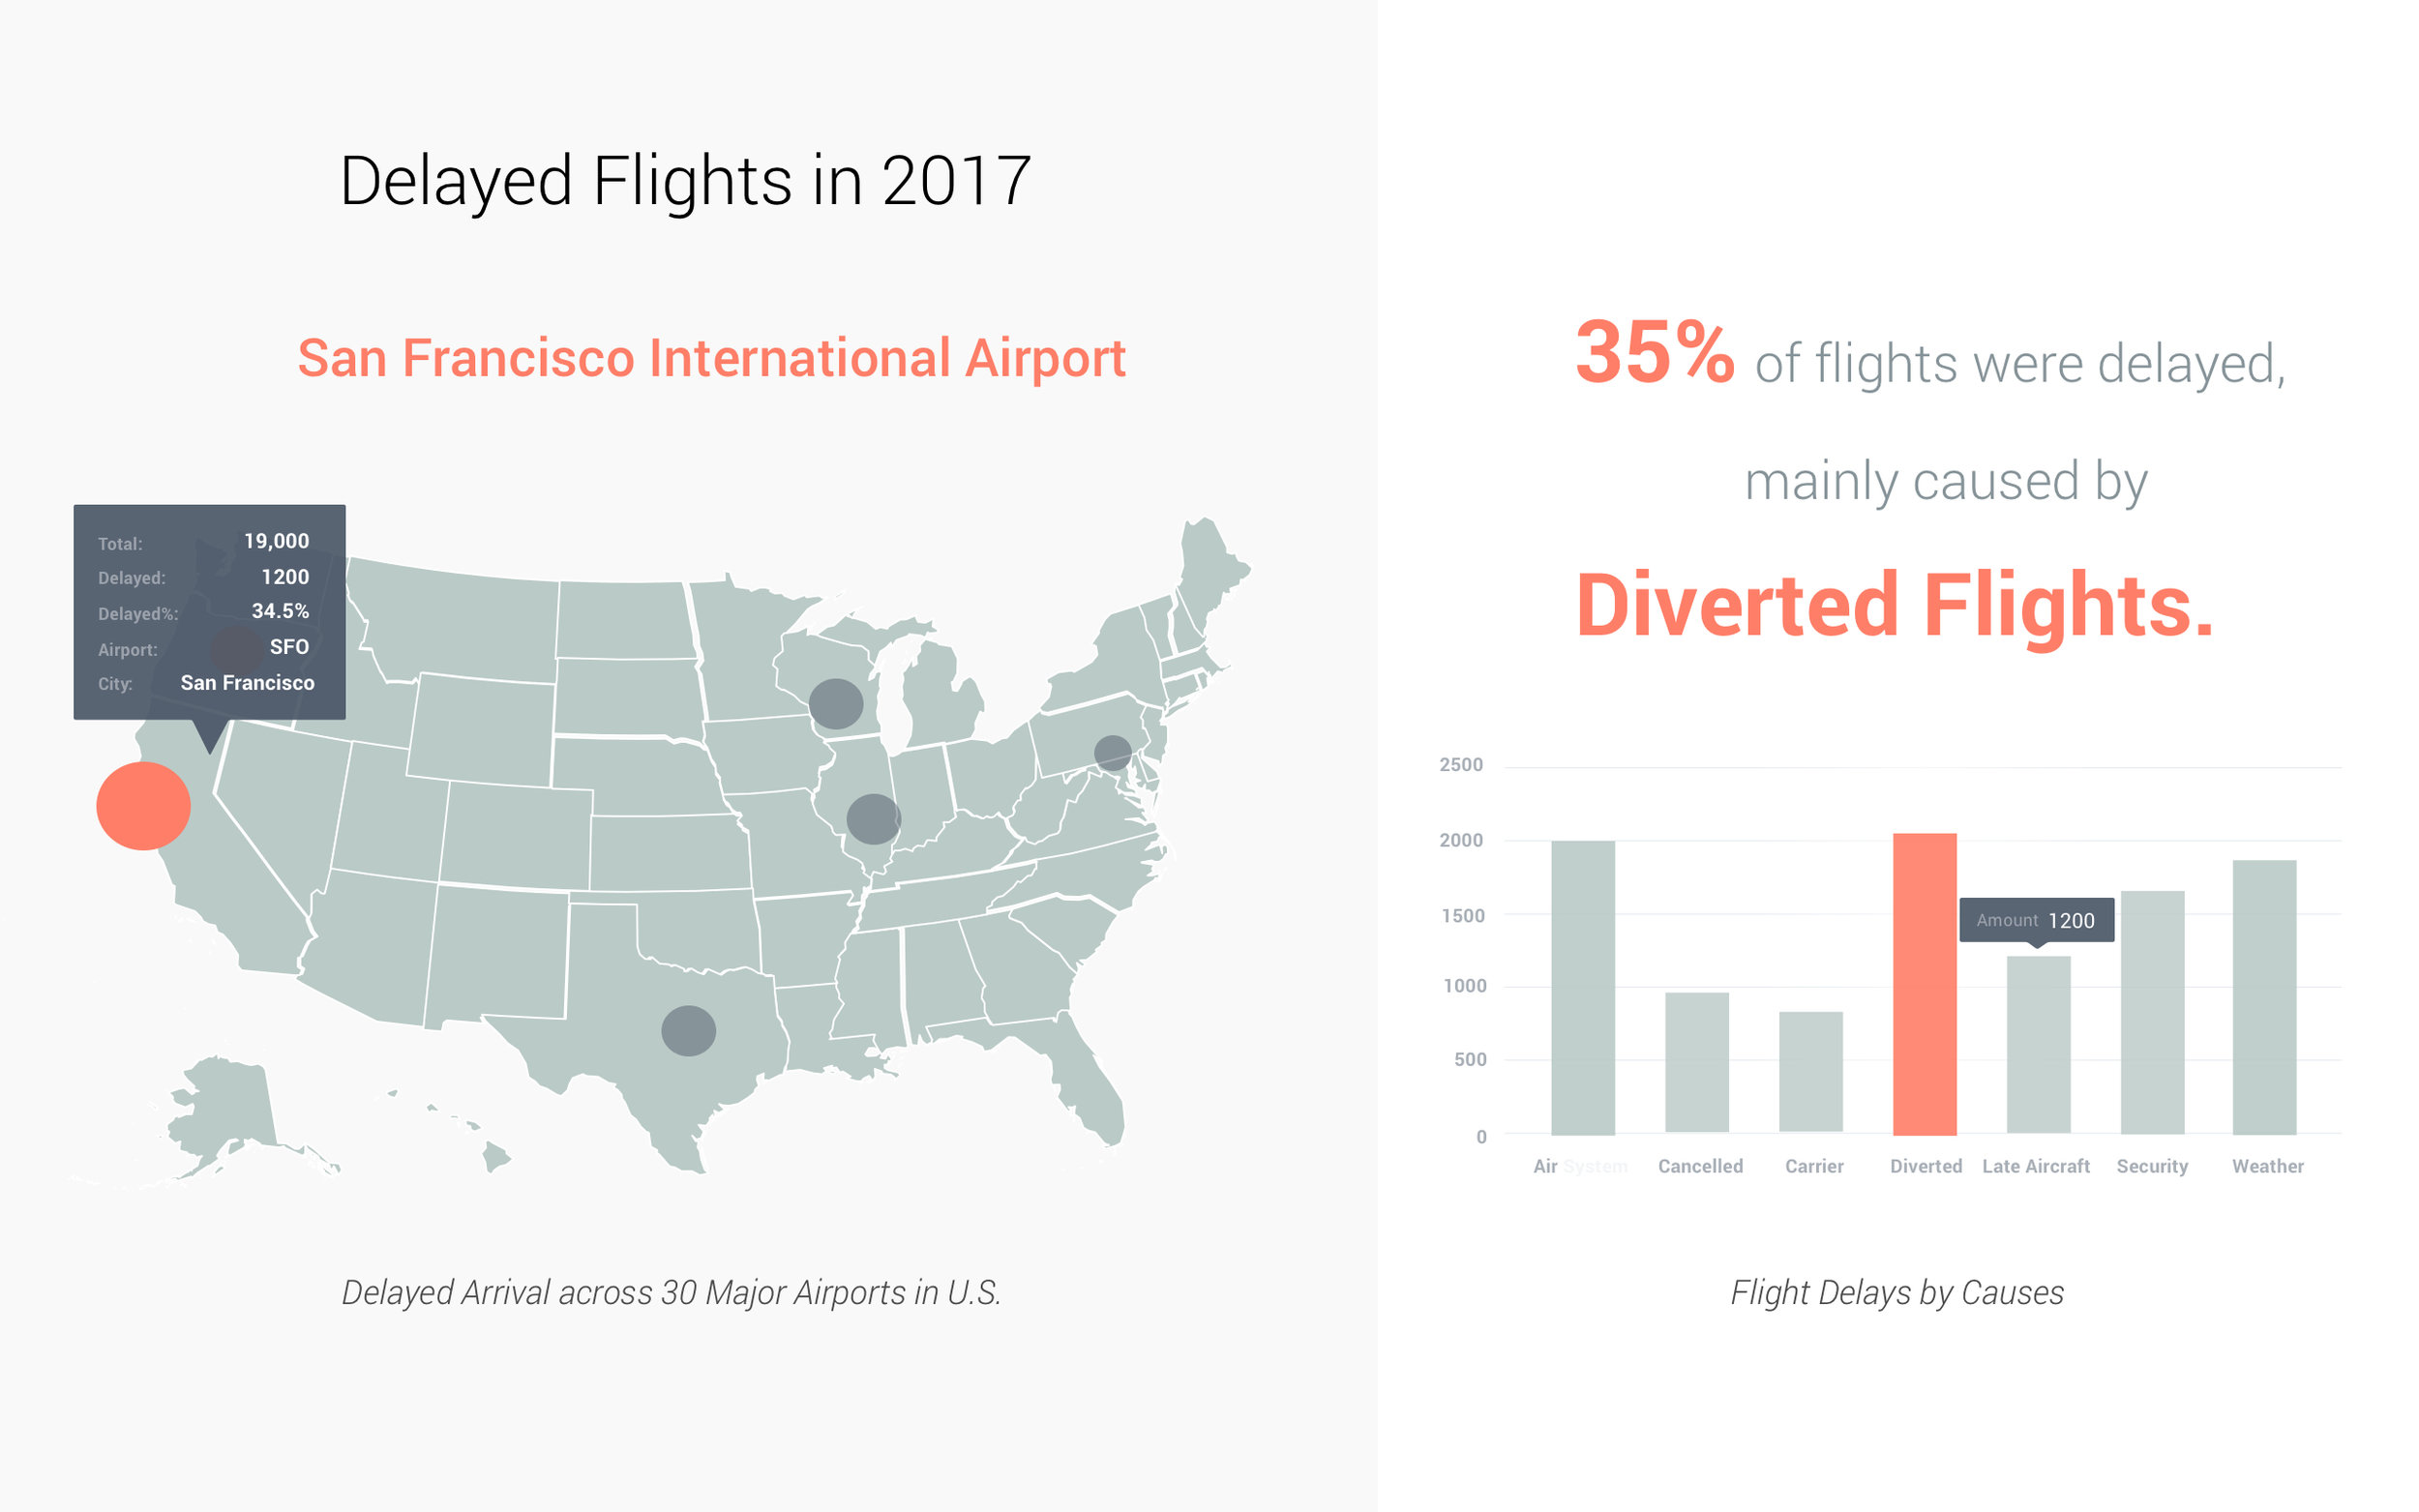 Delayed Flights in 2017
San Francisco International Airport
Total: 19,000
Delayed: 1200
Delayed%: 34.5%
Airport: SFO
City: San Francisco
Delayed Arrival across 30 Major Airports in U.S.
35% of flights were delayed,
mainly caused by
Diverted Flights.
2500
2000
1500
1000
500
0
Amount 1200
Air System Cancelled Carrier Diverted Late Aircraft Security Weather
Flight Delays by Causes